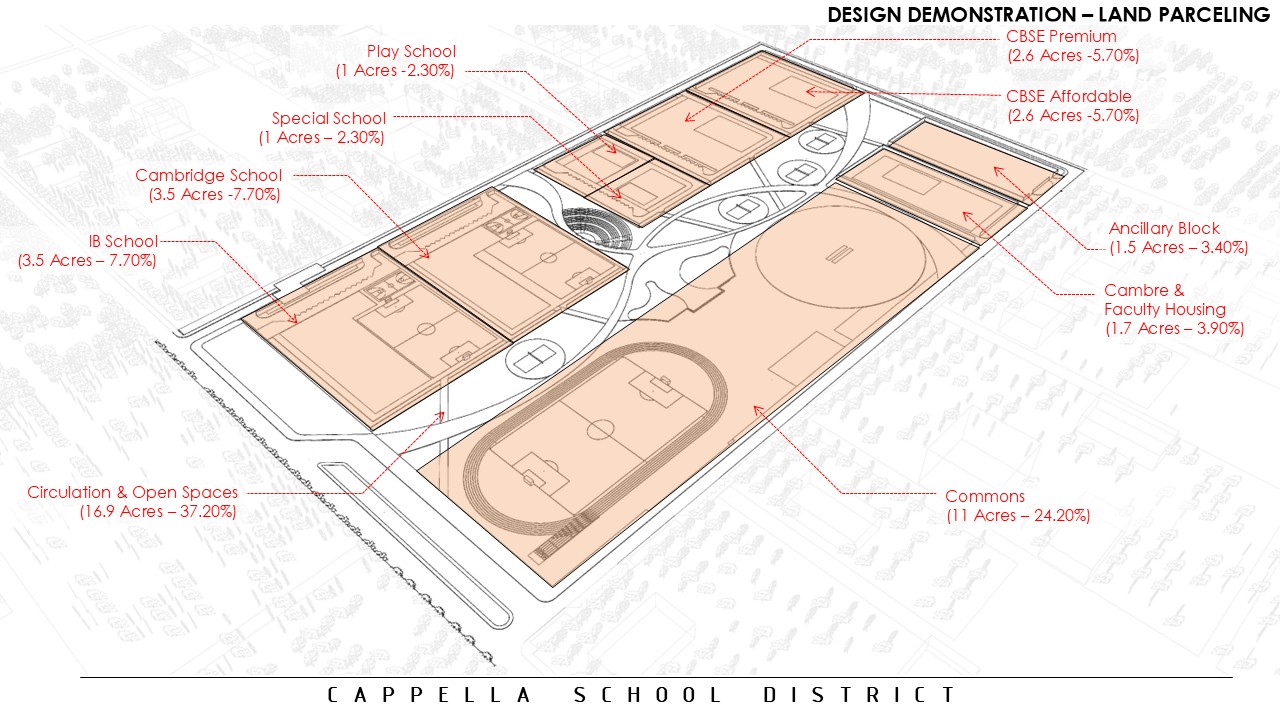 DESIGN DEMONSTRATION – LAND PARCELING
CBSE Premium
(2.6 Acres -5.70%)
Play School
(1 Acres -2.30%)
CBSE Affordable
(2.6 Acres -5.70%)
Special School
(1 Acres – 2.30%)
Cambridge School
(3.5 Acres -7.70%)
IB School
(3.5 Acres – 7.70%)
Ancillary Block
(1.5 Acres – 3.40%)
Cambre &
Faculty Housing
(1.7 Acres – 3.90%)
Circulation & Open Spaces
(16.9 Acres – 37.20%)
Commons
(11 Acres – 24.20%)
CAPPELLA SCHOOL DISTRICT